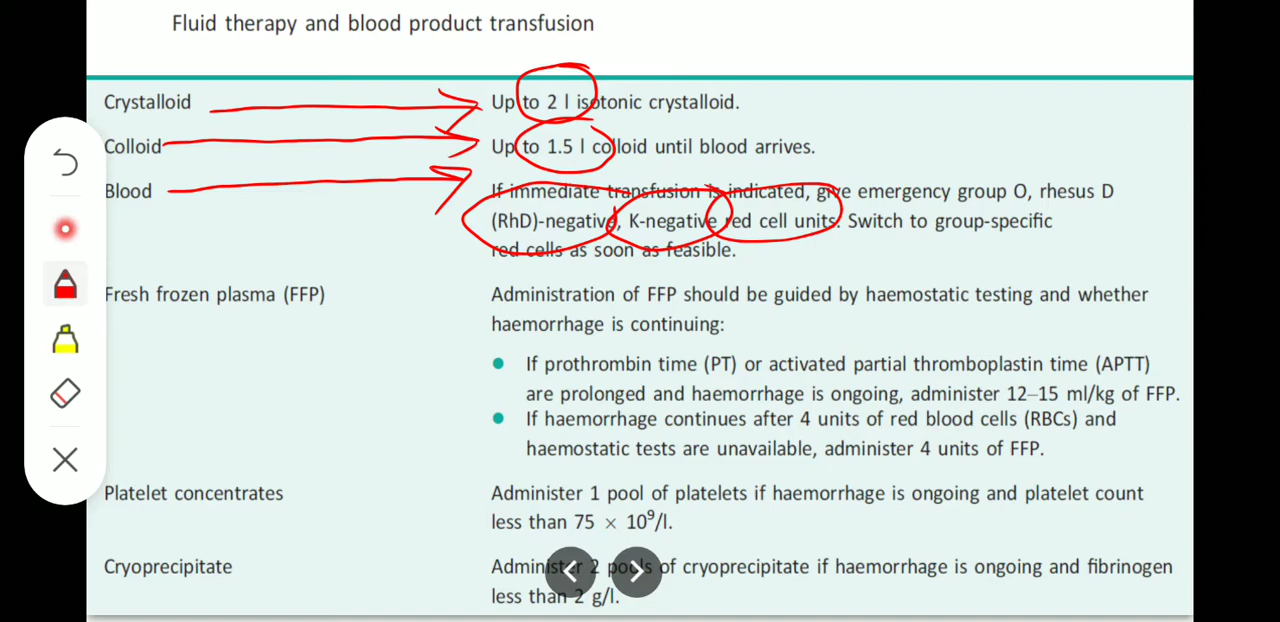 Fluid therapy and blood product transfusion
Crystalloid Up to 2 l isotonic crystalloid.
Colloid Up to 1.5 l colloid until blood arrives.
Blood If immediate transfusion is indicated, give emergency group O, rhesus D
(RhD)-negative, K-negative red cell units. Switch to group-specific
red cells as soon as feasible.
Fresh frozen plasma (FFP) Administration of FFP should be guided by haemostatic testing and whether
haemorrhage is continuing:
If prothrombin time (PT) or activated partial thromboplastin time (APTT)
are prolonged and haemorrhage is ongoing, administer 12–15 ml/kg of FFP.
If haemorrhage continues after 4 units of red blood cells (RBCs) and
haemostatic tests are unavailable, administer 4 units of FFP.
Platelet concentrates Administer 1 pool of platelets if haemorrhage is ongoing and platelet count
less than 75 × 10⁹/l.
Cryoprecipitate Administer 2 pools of cryoprecipitate if haemorrhage is ongoing and fibrinogen
less than 2 g/l.